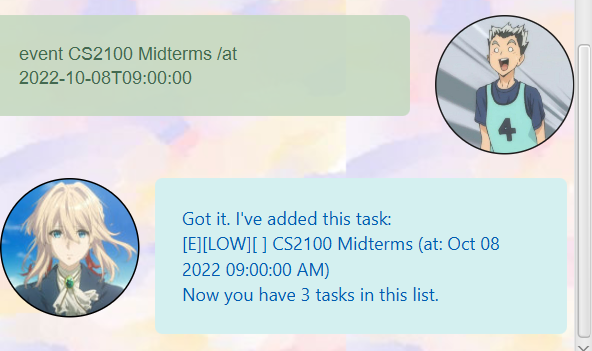 event CS2100 Midterms /at
2022-10-08T09:00:00
4
Got it. I've added this task:
[E][LOW][ ] CS2100 Midterms (at: Oct 08
2022 09:00:00 AM)
Now you have 3 tasks in this list.